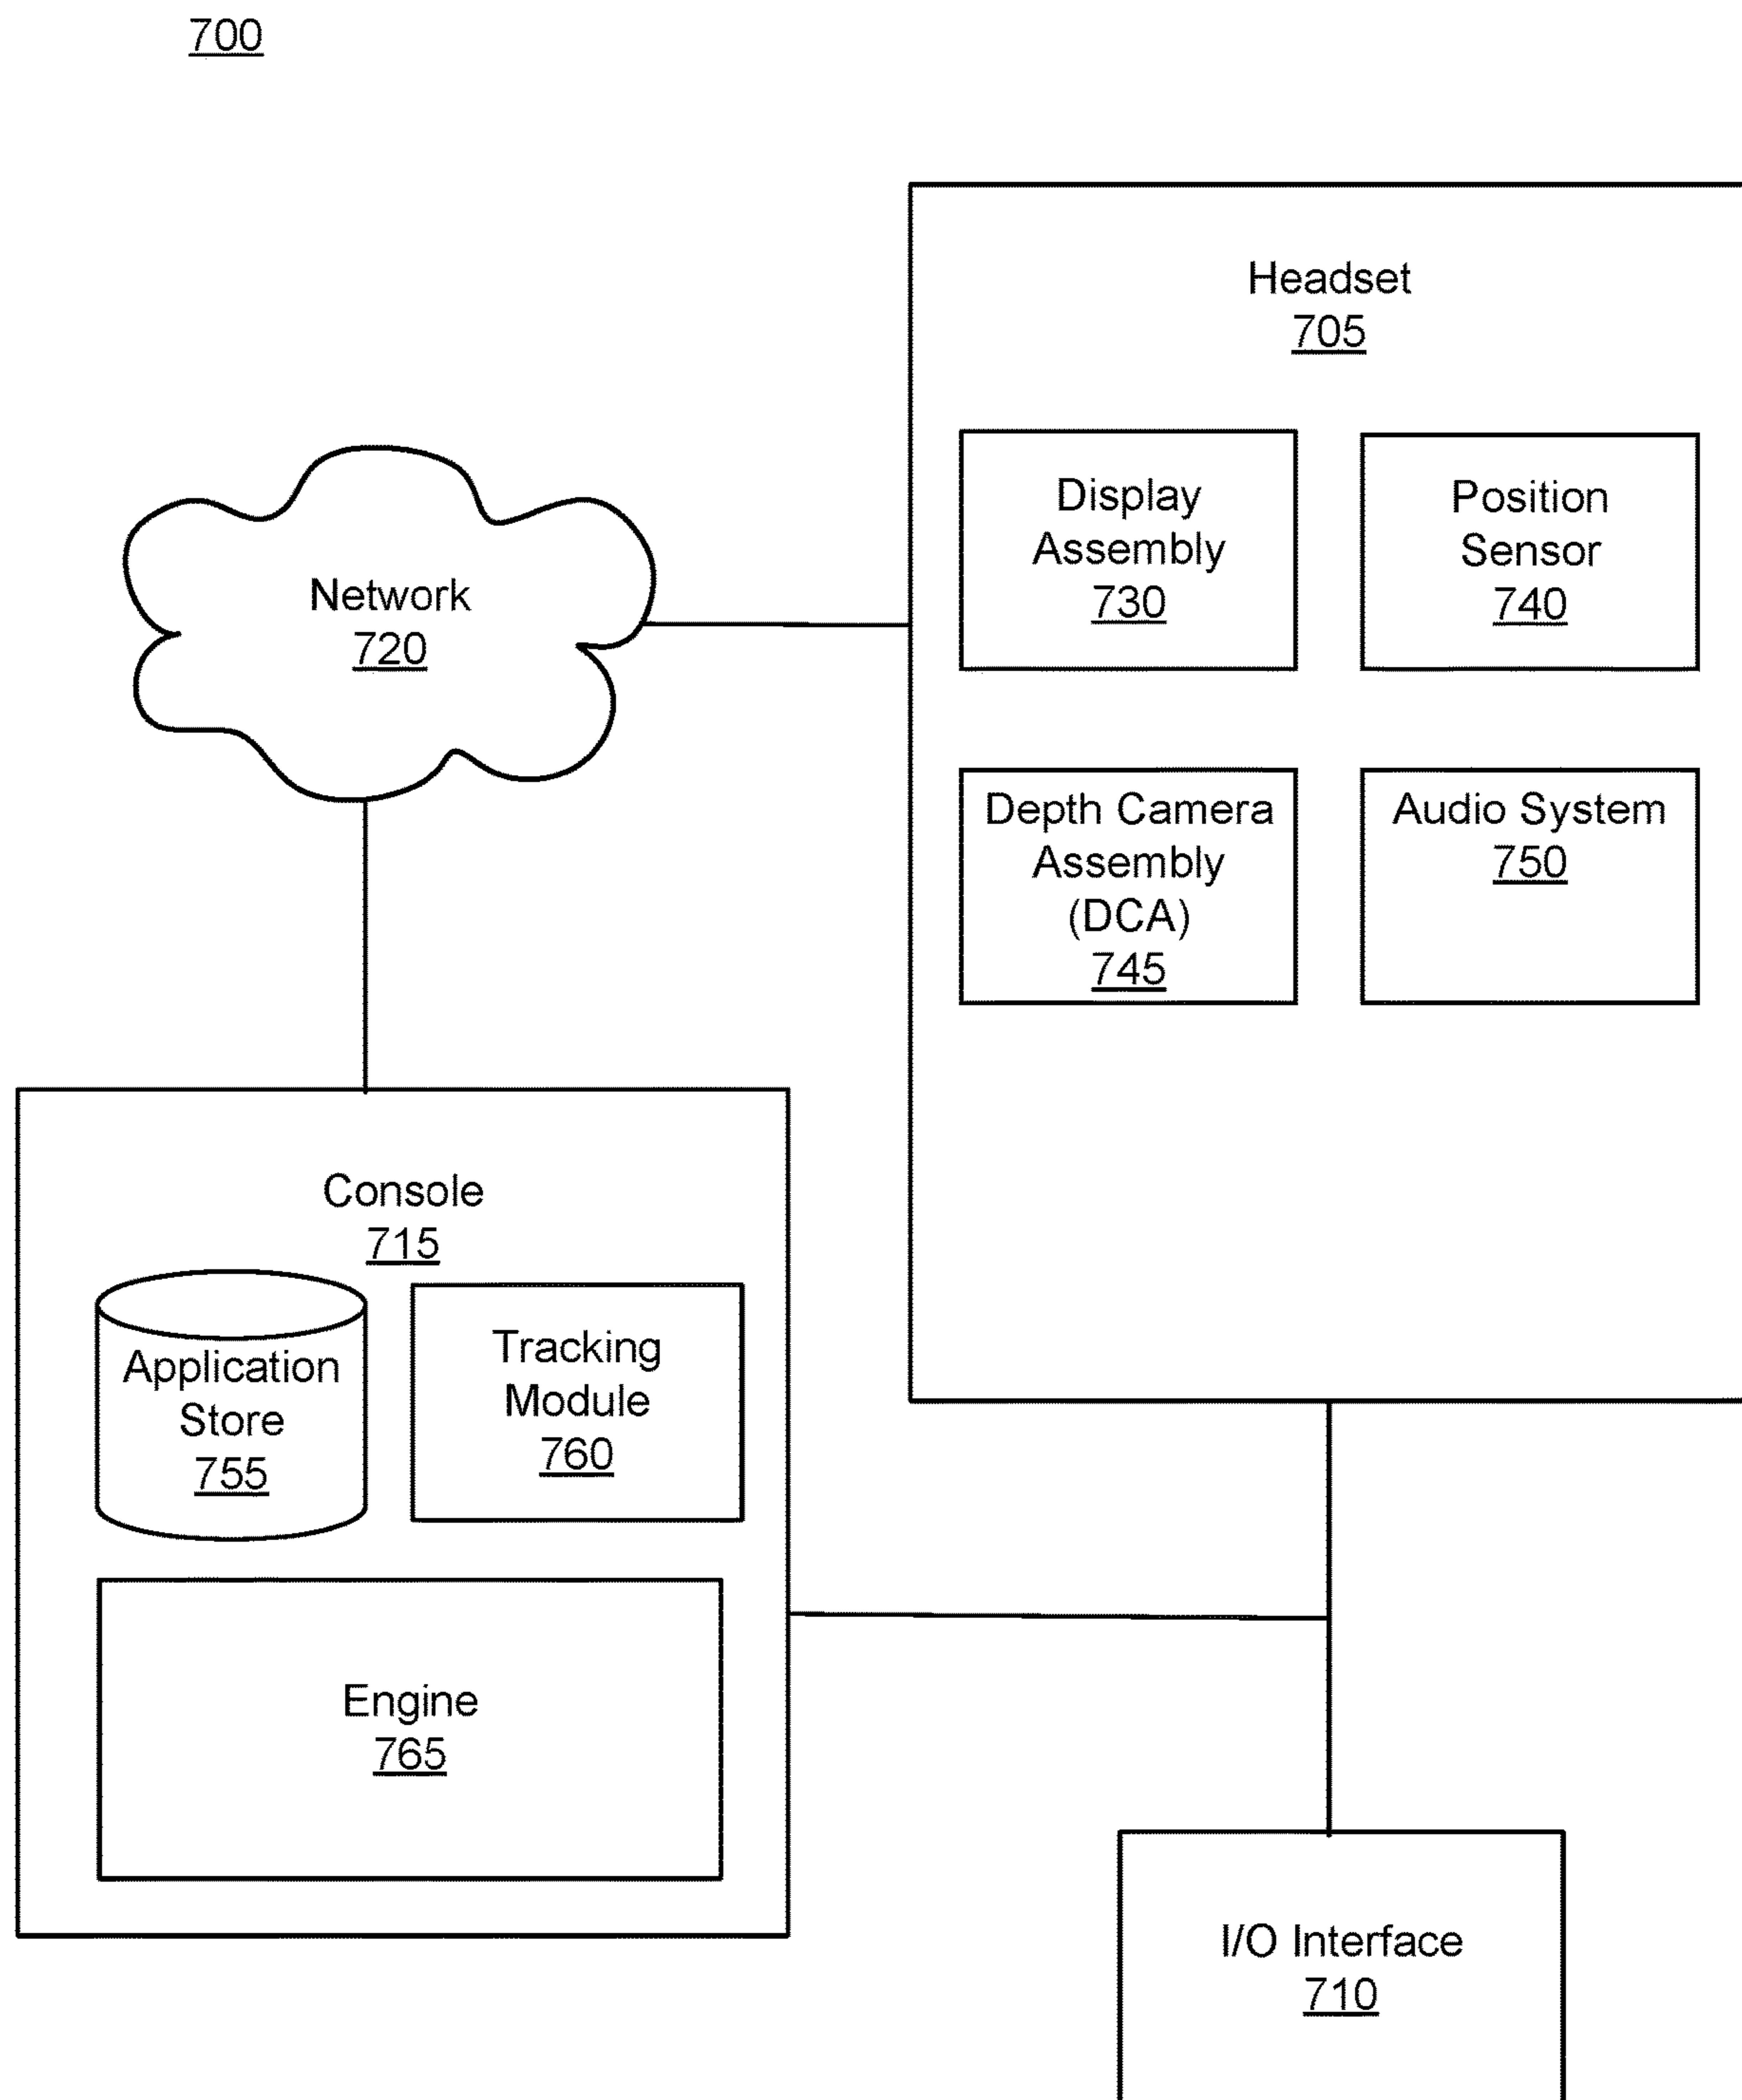 700
Headset
705
Display
Assembly
730
Position
Sensor
740
Network
720
Depth Camera
Assembly
(DCA)
745
Audio System
750
Console
715
Application
Store
755
Tracking
Module
760
Engine
765
I/O Interface
710